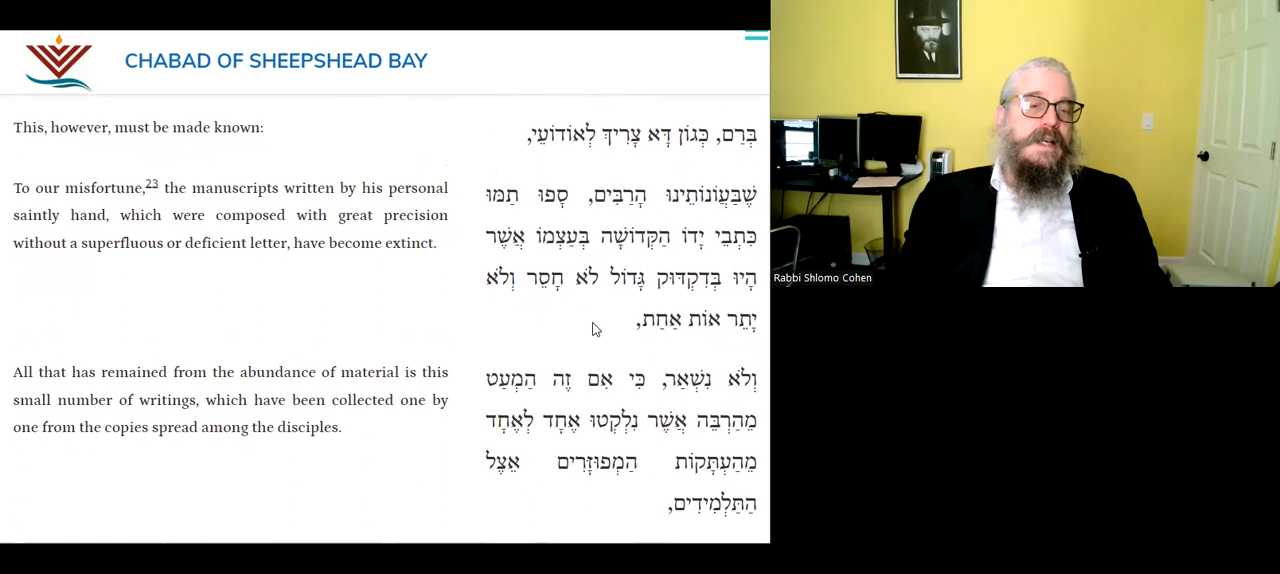 CHABAD OF SHEEPSHEAD BAY
This, however, must be made known:
בְּרַם, כְּגוֹן דָּא צָרִיךְ לְאוֹדוֹעֵי,
To our misfortune,23 the manuscripts written by his personal
saintly hand, which were composed with great precision
without a superfluous or deficient letter, have become extinct.
שֶׁבַּעֲוֹנוֹתֵינוּ הָרַבִּים, סָפוּ תַמּוּ
כִּתְבֵי יָדוֹ הַקְּדוֹשָׁה בְּעַצְמוֹ אֲשֶׁר
הָיוּ בְּדִקְדּוּק גָּדוֹל לֹא חָסֵר וְלֹא
יָתֵר אוֹת אַחַת,
All that has remained from the abundance of material is this
small number of writings, which have been collected one by
one from the copies spread among the disciples.
וְלֹא נִשְׁאַר, כִּי אִם זֶה הַמְעַט
מֵהַרְבֵּה אֲשֶׁר נִלְקְטוּ אֶחָד לְאֶחָד
מֵהַעְתָּקוֹת הַמְפוּזָּרִים אֵצֶל
הַתַּלְמִידִים,
Rabbi Shlomo Cohen